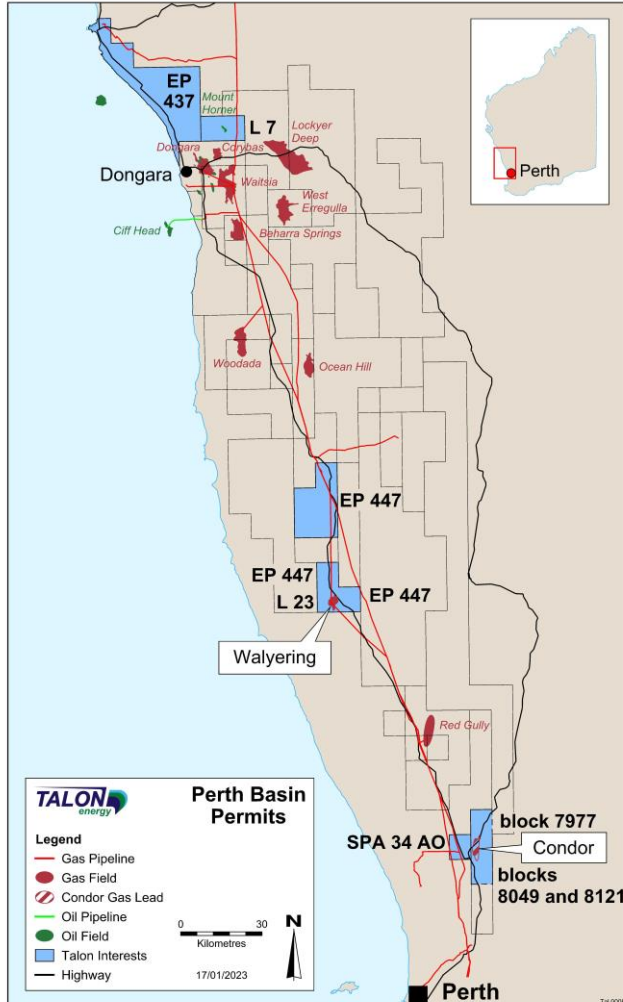 EP
437
Mount
Horner
L 7
Lockyer
Deep
Dongara
Corybas
Dongara
Waitsia
West
Erregulla
Cliff Head
Beharra Springs
Perth
Woodada
Ocean Hill
EP 447
EP 447
EP 447
L 23
Walyering
Red Gully
block 7977
SPA 34 AO
Condor
blocks
8049 and 8121
Perth
TALON
energy
Perth Basin
Permits
Legend
Gas Pipeline
Gas Field
Condor Gas Lead
Oil Pipeline
Oil Field
Talon Interests
Highway
0 30
Kilometres
N
17/01/2023